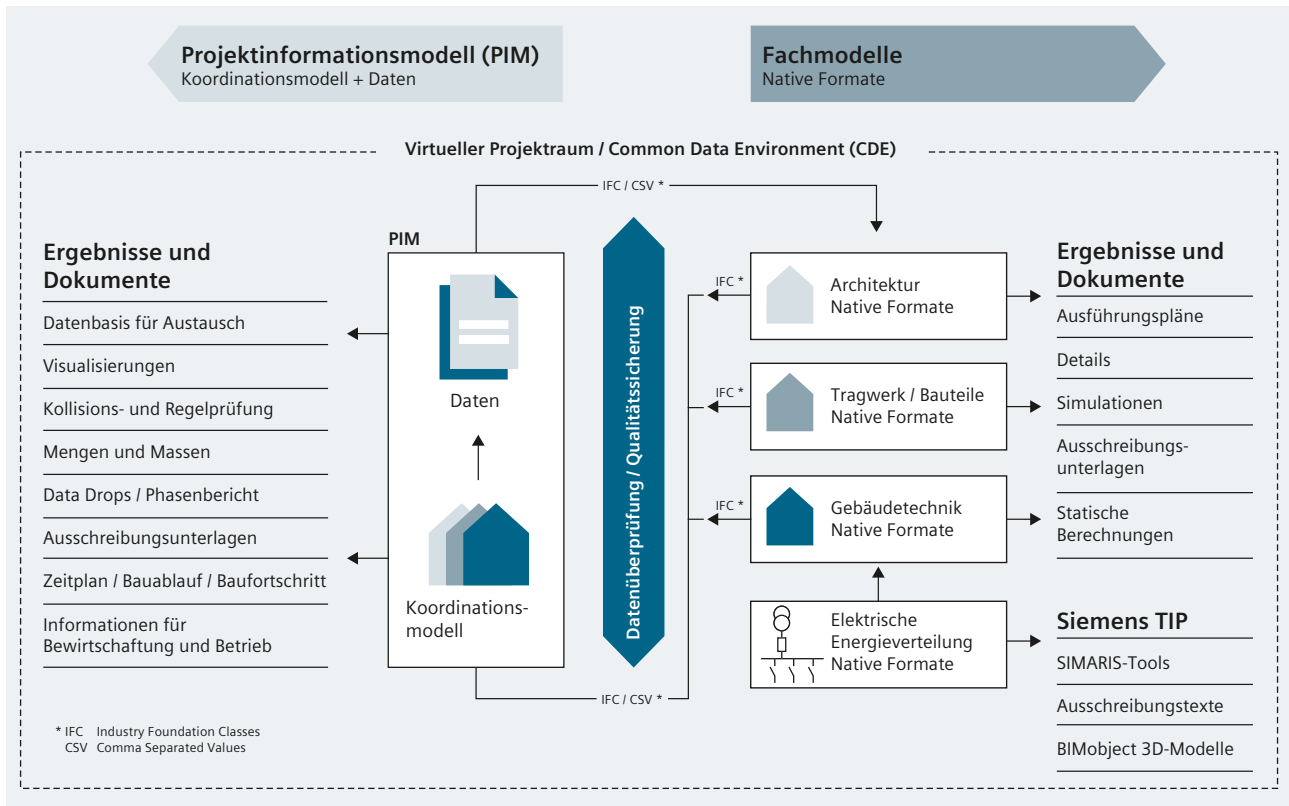 Projektinformationsmodell (PIM)
Koordinationsmodell + Daten
Fachmodelle
Native Formate
Virtueller Projektraum / Common Data Environment (CDE)
IFC / CSV *
Ergebnisse und
Dokumente
Datenbasis für Austausch
Visualisierungen
Kollisions- und Regelprüfung
Mengen und Massen
Data Drops / Phasenbericht
Ausschreibungsunterlagen
Zeitplan / Bauablauf / Baufortschritt
Informationen für
Bewirtschaftung und Betrieb
PIM
Daten
Koordinations-
modell
Datenüberprüfung / Qualitätssicherung
IFC *
Architektur
Native Formate
IFC *
Tragwerk / Bauteile
Native Formate
IFC *
Gebäudetechnik
Native Formate
Elektrische
Energieverteilung
Native Formate
IFC / CSV *
Ergebnisse und
Dokumente
Ausführungspläne
Details
Simulationen
Ausschreibungs-
unterlagen
Statische
Berechnungen
Siemens TIP
SIMARIS-Tools
Ausschreibungstexte
BIMobject 3D-Modelle
* IFC Industry Foundation Classes
CSV Comma Separated Values